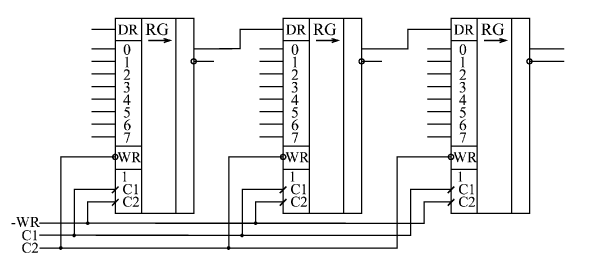 DR RG DR RG DR RG
0 0 0
1 1 1
2 2 2
3 3 3
4 4 4
5 5 5
6 6 6
7 7 7
WR WR WR
1 1 1
C1 C1 C1
C2 C2 C2
-WR
C1
C2